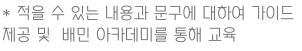 * 적을 수 있는 내용과 문구에 대하여 가이드
제공 및 배민 아카데미를 통해 교육